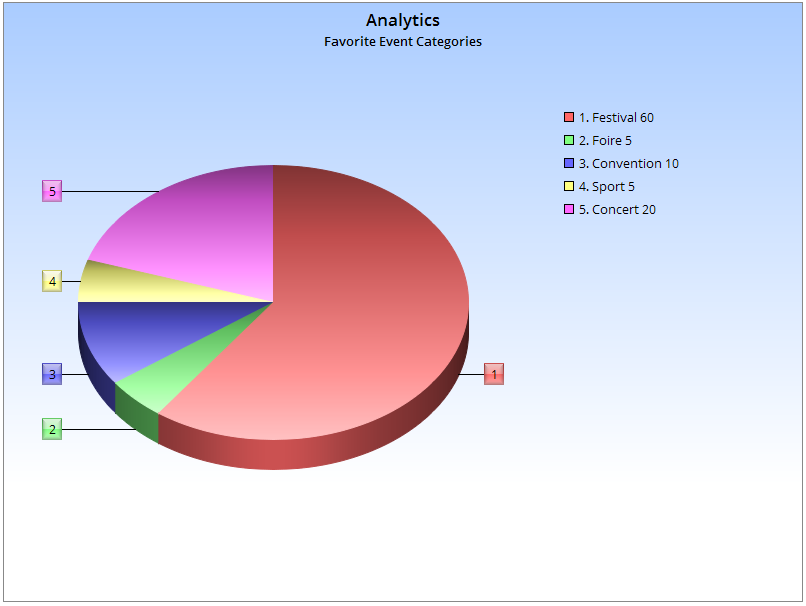 Analytics
Favorite Event Categories
1. Festival 60
2. Foire 5
3. Convention 10
4. Sport 5
5. Concert 20
5
4
3
2
1